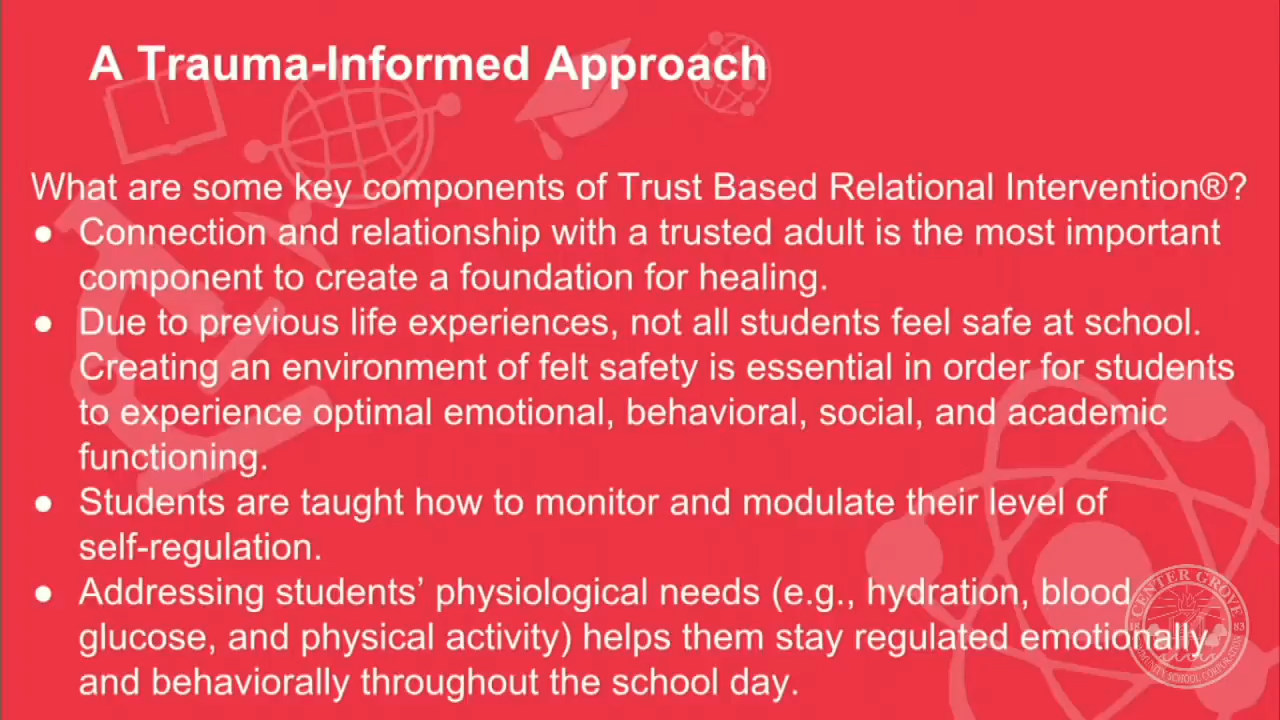 A Trauma-Informed Approach
What are some key components of Trust Based Relational Intervention®?
● Connection and relationship with a trusted adult is the most important
component to create a foundation for healing.
● Due to previous life experiences, not all students feel safe at school.
Creating an environment of felt safety is essential in order for students
to experience optimal emotional, behavioral, social, and academic
functioning.
● Students are taught how to monitor and modulate their level of
self-regulation.
● Addressing students’ physiological needs (e.g., hydration, blood
glucose, and physical activity) helps them stay regulated emotionally
and behaviorally throughout the school day.
CENTER GROVE
18 83
COMMUNITY SCHOOL CORPORATION